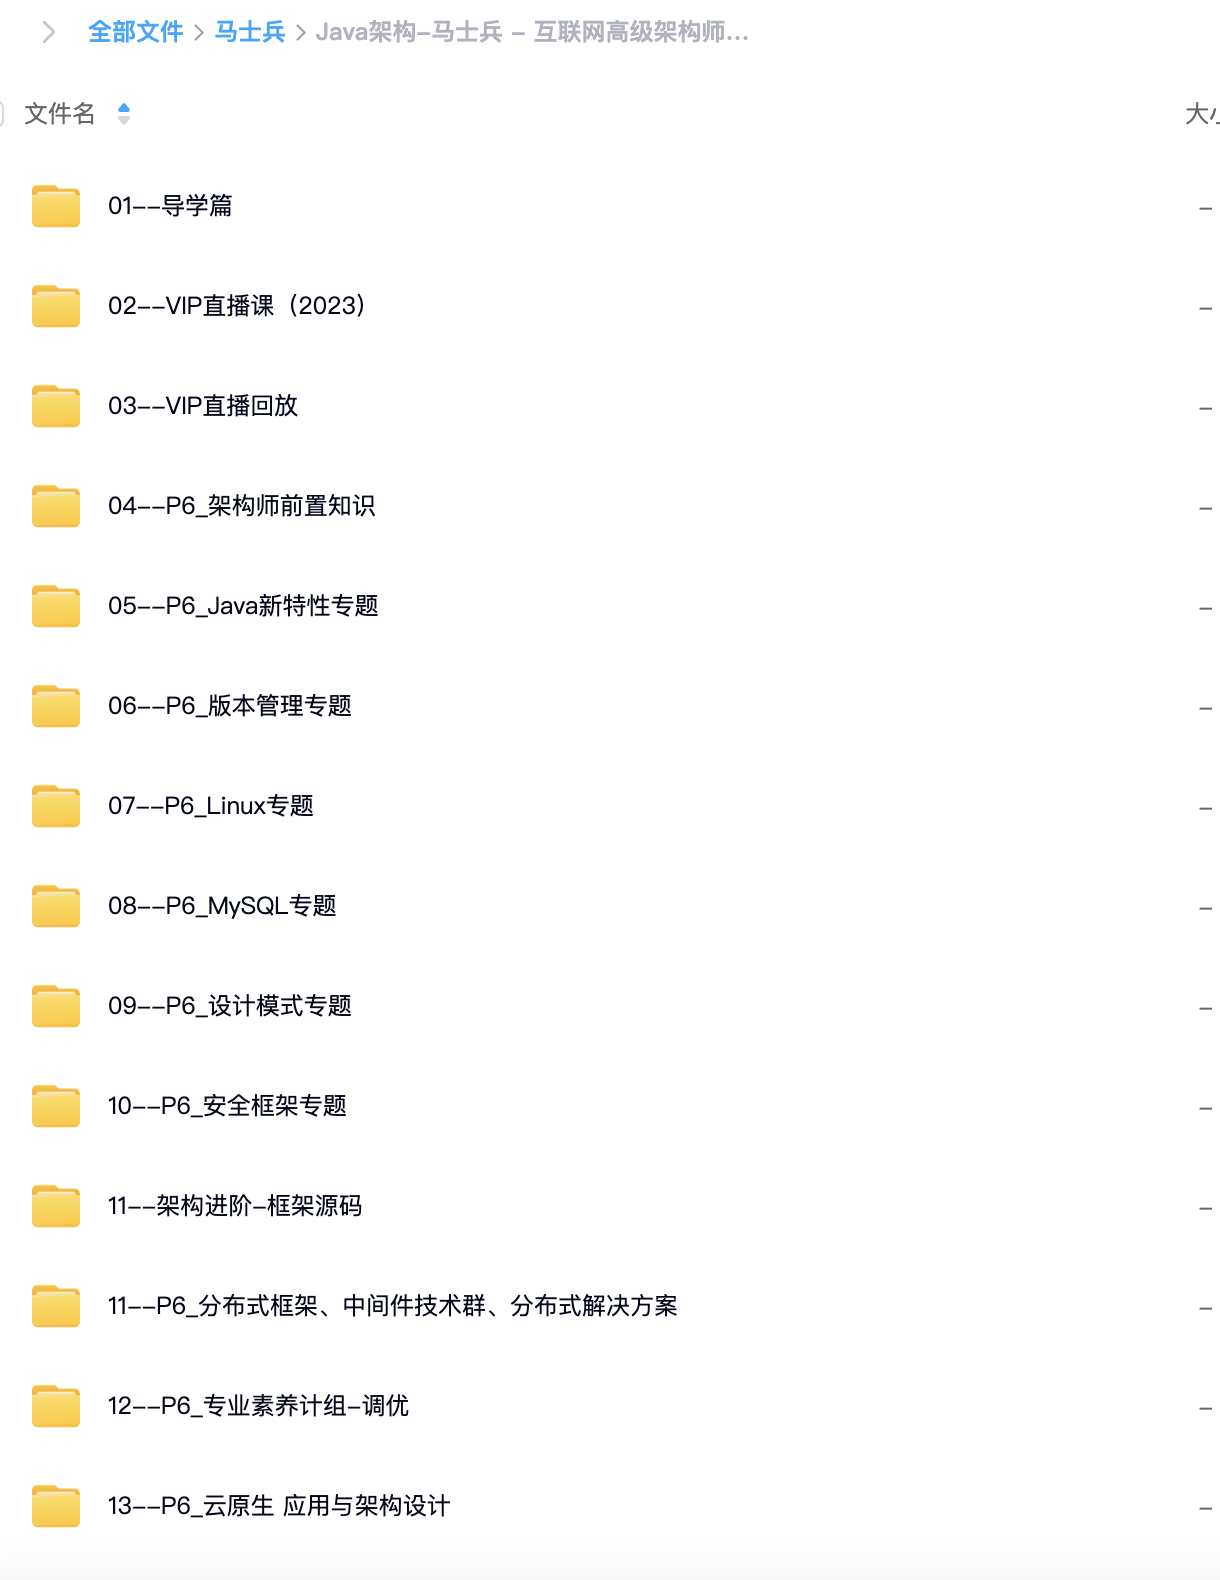 全部文件 > 马士兵 > Java架构-马士兵 - 互联网高级架构师...
文件名 大小
01--导学篇 -
02--VIP直播课（2023） -
03--VIP直播回放 -
04--P6_架构师前置知识 -
05--P6_Java新特性专题 -
06--P6_版本管理专题 -
07--P6_Linux专题 -
08--P6_MySQL专题 -
09--P6_设计模式专题 -
10--P6_安全框架专题 -
11--架构进阶-框架源码 -
11--P6_分布式框架、中间件技术群、分布式解决方案 -
12--P6_专业素养计组-调优 -
13--P6_云原生 应用与架构设计 -